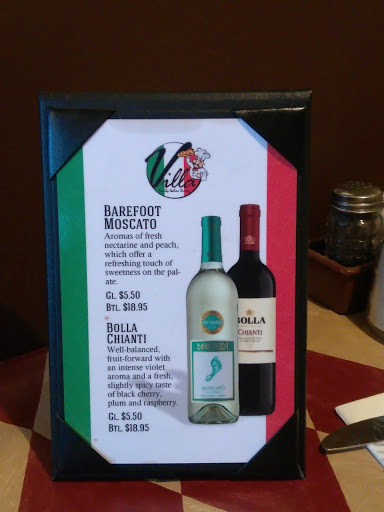 Villa
BAREFOOT
MOSCATO
Aromas of fresh
nectarine and peach,
which offer a
refreshing touch of
sweetness on the pal-
ate.
GL. $5.50
BTL. $18.95
BOLLA
CHIANTI
Well-balanced,
fruit-forward with
an intense violet
aroma and a fresh,
slightly spicy taste
of black cherry,
plum and raspberry.
GL. $5.50
BTL. $18.95
BAREFOOT
MOSCATO
BOLLA
CHIANTI